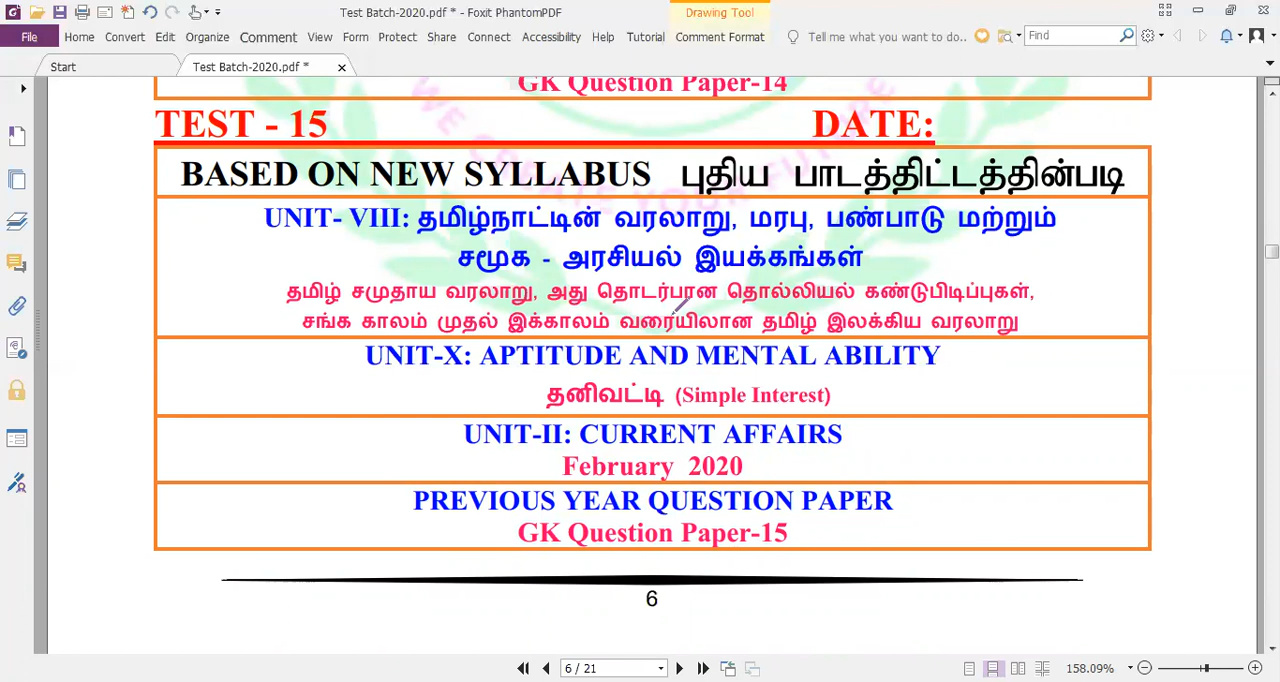 Test Batch-2020.pdf * - Foxit PhantomPDF
Drawing Tool
File Home Convert Edit Organize Comment View Form Protect Share Connect Accessibility Help Tutorial Comment Format Tell me what you want to do.. Find
Start Test Batch-2020.pdf *
GK Question Paper-14
TEST - 15 DATE:
BASED ON NEW SYLLABUS புதிய பாடத்திட்டத்தின்படி
UNIT- VIII: தமிழ்நாட்டின் வரலாறு, மரபு, பண்பாடு மற்றும்
சமூக - அரசியல் இயக்கங்கள்
தமிழ் சமுதாய வரலாறு, அது தொடர்பான தொல்லியல் கண்டுபிடிப்புகள்,
சங்க காலம் முதல் இக்காலம் வரையிலான தமிழ் இலக்கிய வரலாறு
UNIT-X: APTITUDE AND MENTAL ABILITY
தனிவட்டி (Simple Interest)
UNIT-II: CURRENT AFFAIRS
February 2020
PREVIOUS YEAR QUESTION PAPER
GK Question Paper-15
6
6 / 21 158.09%